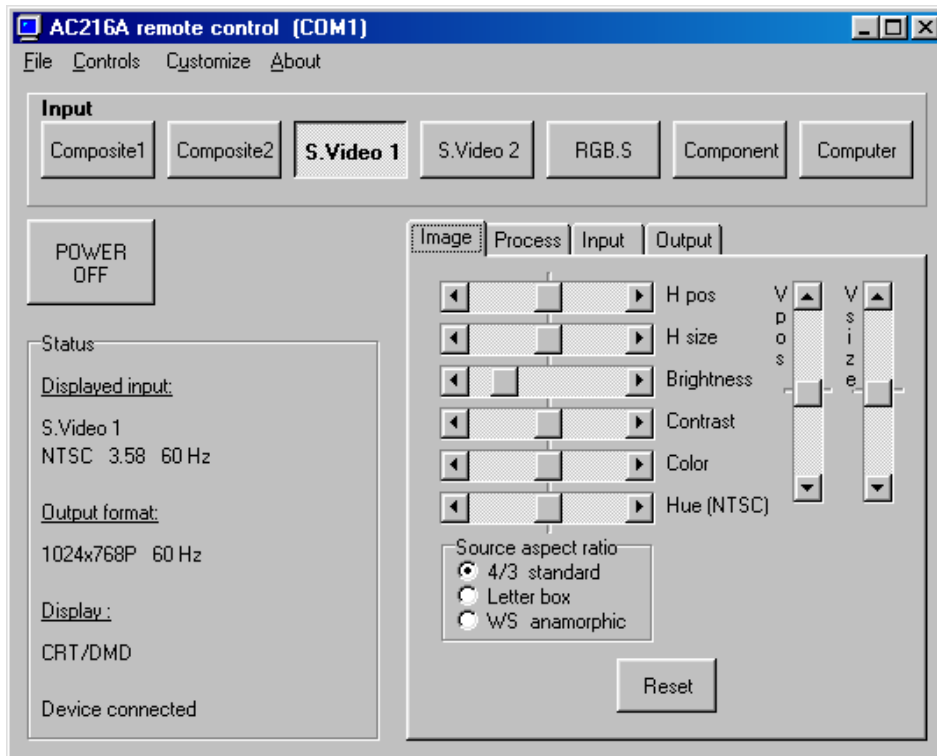 AC216A remote control (COM1)
File Controls Customize About
Input
Composite1 Composite2 S.Video 1 S.Video 2 RGB.S Component Computer
POWER
OFF
Status
Displayed input:
S.Video 1
NTSC 3.58 60 Hz
Output format:
1024x768P 60 Hz
Display :
CRT/DMD
Device connected
Image Process Input Output
H pos
H size
Brightness
Contrast
Color
Hue (NTSC)
V pos
V size
Source aspect ratio
4/3 standard
Letter box
WS anamorphic
Reset